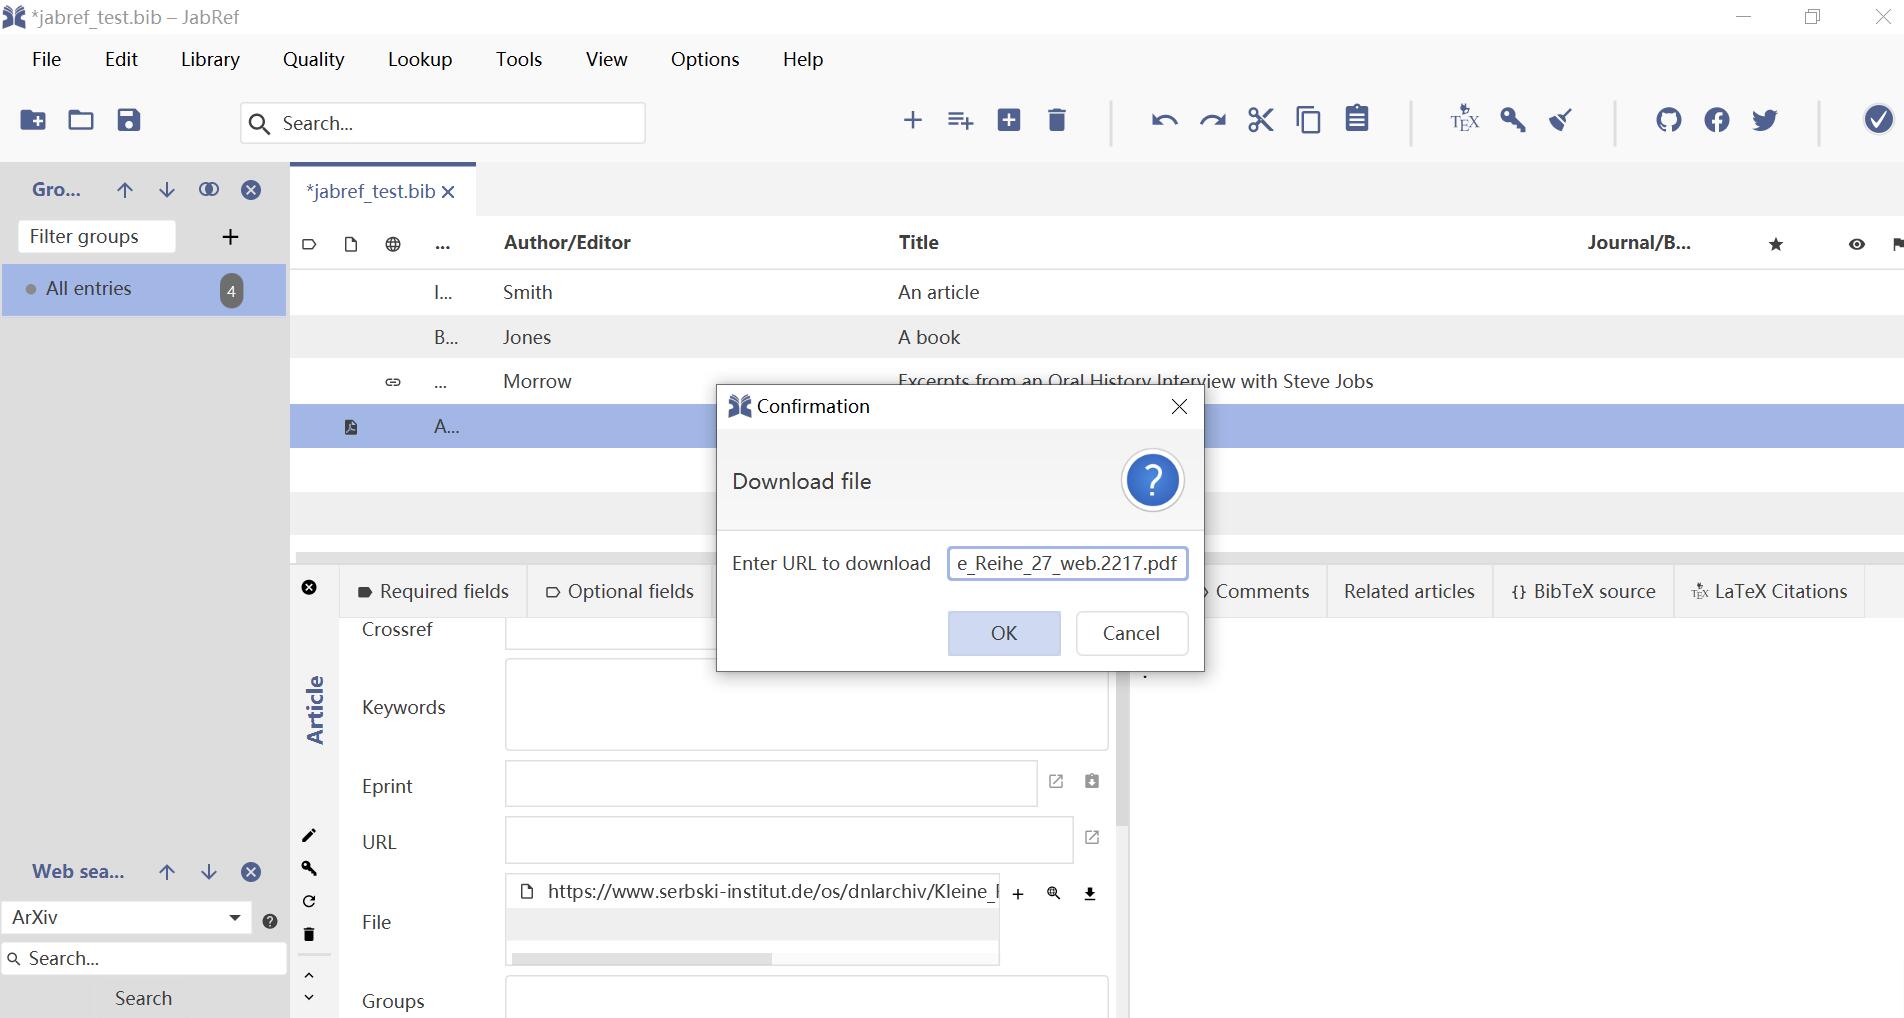 *jabref_test.bib – JabRef
File Edit Library Quality Lookup Tools View Options Help
Search...
TEX
Gro...
*jabref_test.bib
Filter groups
... Author/Editor Title Journal/B...
All entries 4
I... Smith An article
B... Jones A book
... Morrow Excerpts from an Oral History Interview with Steve Jobs
A...
Confirmation
Download file
?
Enter URL to download e_Reihe_27_web.2217.pdf
OK Cancel
Required fields Optional fields Comments Related articles {} BibTeX source TEX LaTeX Citations
Article
Crossref
Keywords
Eprint
URL
File https://www.serbski-institut.de/os/dnlarchiv/Kleine_
Groups
Web sea...
ArXiv ?
Search...
Search